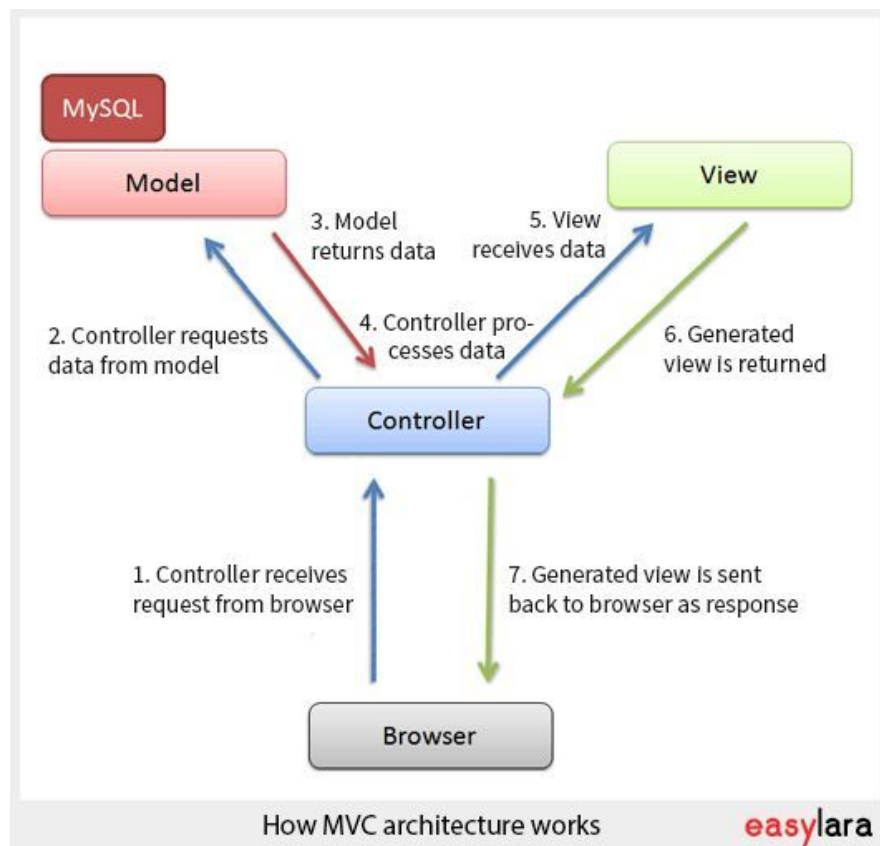 MySQL
Model
View
3. Model
returns data
5. View
receives data
2. Controller requests
data from model
4. Controller pro-
cesses data
6. Generated
view is returned
Controller
1. Controller receives
request from browser
7. Generated view is sent
back to browser as response
Browser
How MVC architecture works
easylara